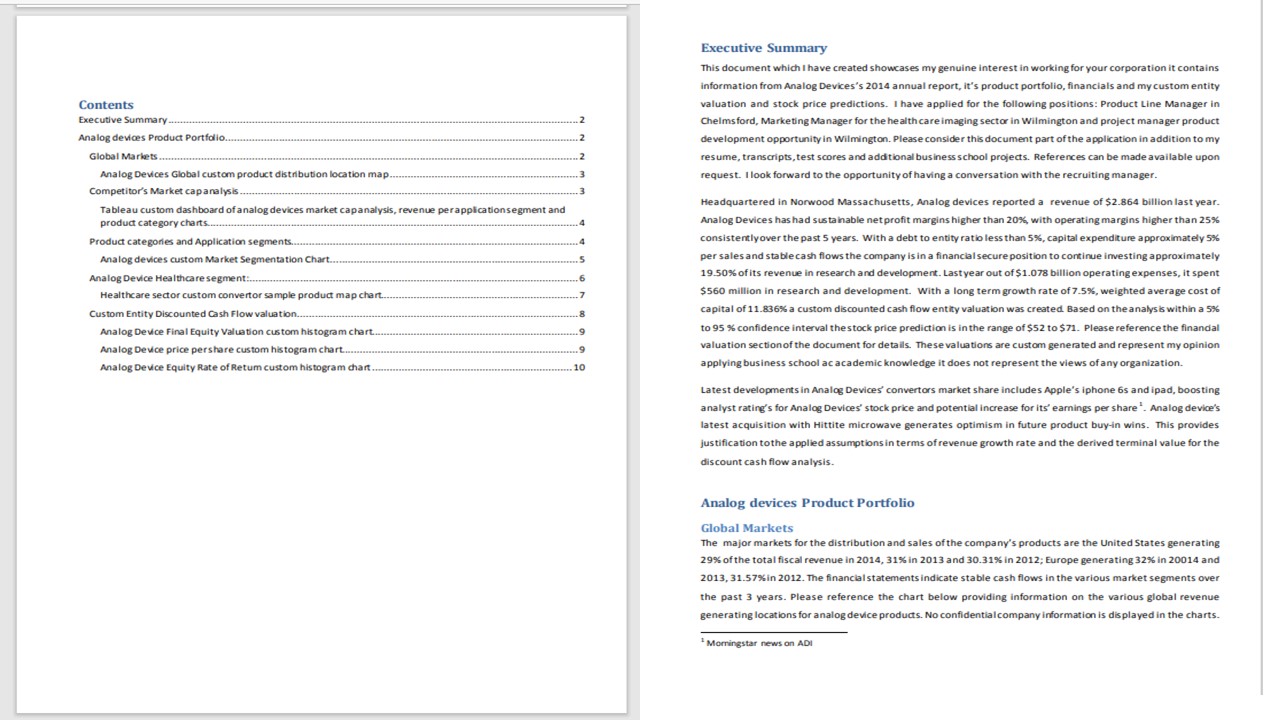 Contents
Executive Summary ........ 2
Analog devices Product Portfolio ........ 2
Global Markets ........ 2
Analog Devices Global custom product distribution location map ........ 3
Competitor's Market cap analysis ........ 3
Tableau custom dashboard of analog devices market cap analysis, revenue per application segment and
product category charts ........ 4
Product categories and Application segments ........ 4
Analog devices custom Market Segmentation Chart ........ 5
Analog Device Healthcare segment: ........ 6
Healthcare sector custom convertor sample product map chart ........ 7
Custom Entity Discounted Cash Flow valuation ........ 8
Analog Device Final Equity Valuation custom histogram chart ........ 9
Analog Device price per share custom histogram chart ........ 9
Analog Device Equity Rate of Return custom histogram chart ........ 10
Executive Summary
This document which I have created showcases my genuine interest in working for your corporation it contains
information from Analog Devices's 2014 annual report, it's product portfolio, financials and my custom entity
valuation and stock price predictions. I have applied for the following positions: Product Line Manager in
Chelmsford, Marketing Manager for the health care imaging sector in Wilmington and project manager product
development opportunity in Wilmington. Please consider this document part of the application in addition to my
resume, transcripts, test scores and additional business school projects. References can be made available upon
request. I look forward to the opportunity of having a conversation with the recruiting manager.
Headquartered in Norwood Massachusetts, Analog devices reported a revenue of $2.864 billion last year.
Analog Devices has had sustainable net profit margins higher than 20%, with operating margins higher than 25%
consistently over the past 5 years. With a debt to entity ratio less than 5%, capital expenditure approximately 5%
per sales and stable cash flows the company is in a financial secure position to continue investing approximately
19.50% of its revenue in research and development. Last year out of $1.078 billion operating expenses, it spent
$560 million in research and development. With a long term growth rate of 7.5%, weighted average cost of
capital of 11.836% a custom discounted cash flow entity valuation was created. Based on the analysis within a 5%
to 95 % confidence interval the stock price prediction is in the range of $52 to $71. Please reference the financial
valuation section of the document for details. These valuations are custom generated and represent my opinion
applying business school ac academic knowledge it does not represent the views of any organization.
Latest developments in Analog Devices' convertors market share includes Apple's iphone 6s and ipad, boosting
analyst rating's for Analog Devices' stock price and potential increase for its' earnings per share 1. Analog device's
latest acquisition with Hittite microwave generates optimism in future product buy-in wins. This provides
justification to the applied assumptions in terms of revenue growth rate and the derived terminal value for the
discount cash flow analysis.
Analog devices Product Portfolio
Global Markets
The major markets for the distribution and sales of the company's products are the United States generating
29% of the total fiscal revenue in 2014, 31% in 2013 and 30.31% in 2012; Europe generating 32% in 20014 and
2013, 31.57% in 2012. The financial statements indicate stable cash flows in the various market segments over
the past 3 years. Please reference the chart below providing information on the various global revenue
generating locations for analog device products. No confidential company information is displayed in the charts.
1 Morningstar news on ADI